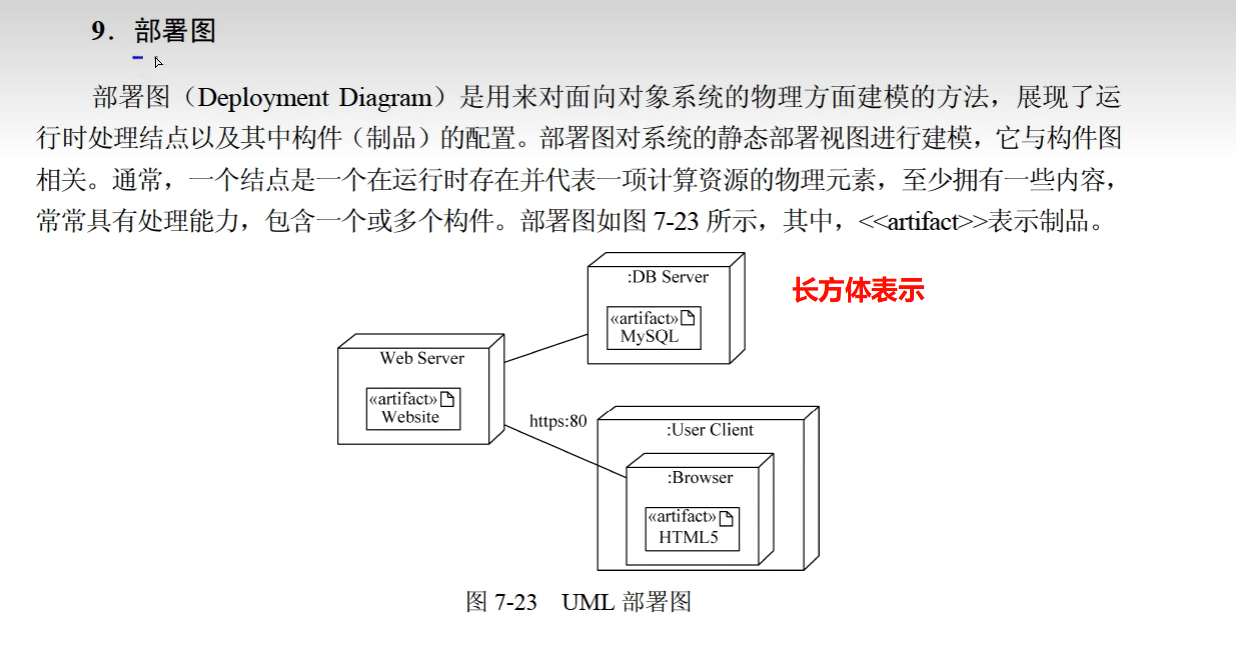 9．部署图
部署图（Deployment Diagram）是用来对面向对象系统的物理方面建模的方法，展现了运
行时处理结点以及其中构件（制品）的配置。部署图对系统的静态部署视图进行建模，它与构件图
相关。通常，一个结点是一个在运行时存在并代表一项计算资源的物理元素，至少拥有一些内容，
常常具有处理能力，包含一个或多个构件。部署图如图 7-23 所示，其中，<<artifact>>表示制品。
:DB Server
长方体表示
«artifact»
MySQL
Web Server
«artifact»
Website
https:80
:User Client
:Browser
«artifact»
HTML5
图 7-23 UML 部署图